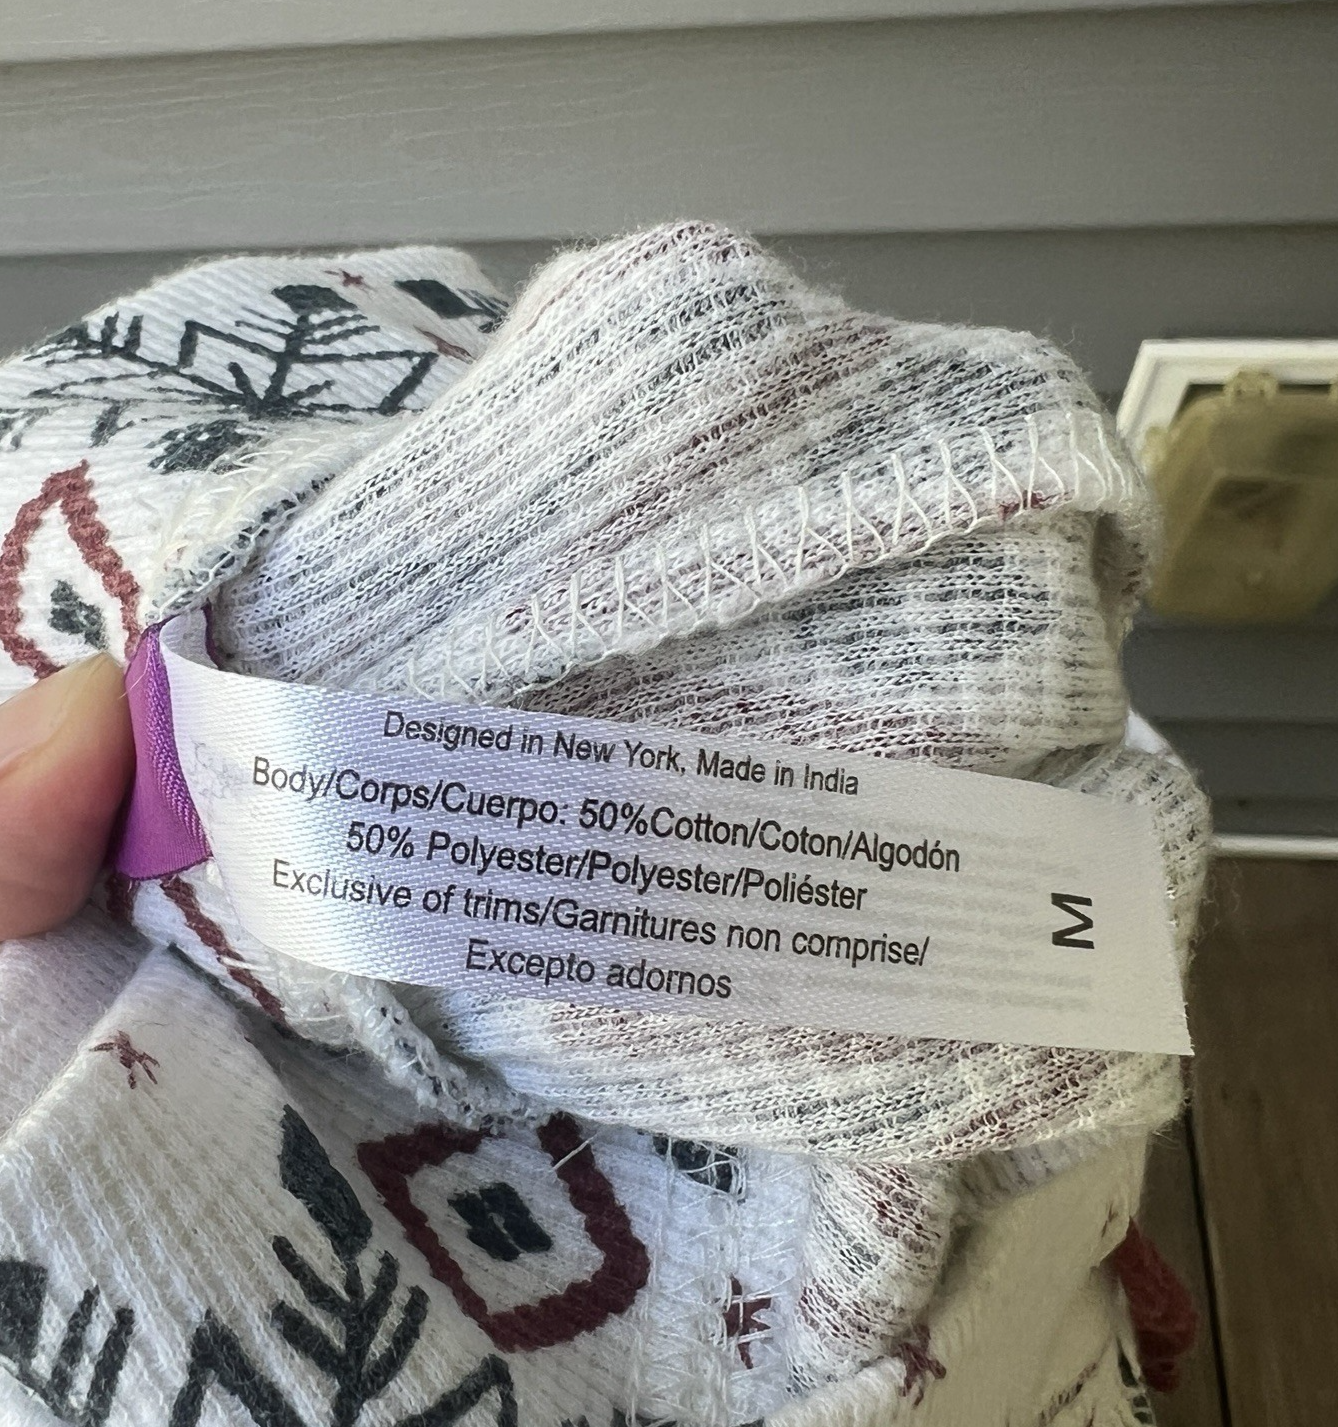 Designed in New York, Made in India
Body/Corps/Cuerpo: 50%Cotton/Coton/Algodón
50% Polyester/Polyester/Poliéster
Exclusive of trims/Garnitures non comprise/
Excepto adornos
M